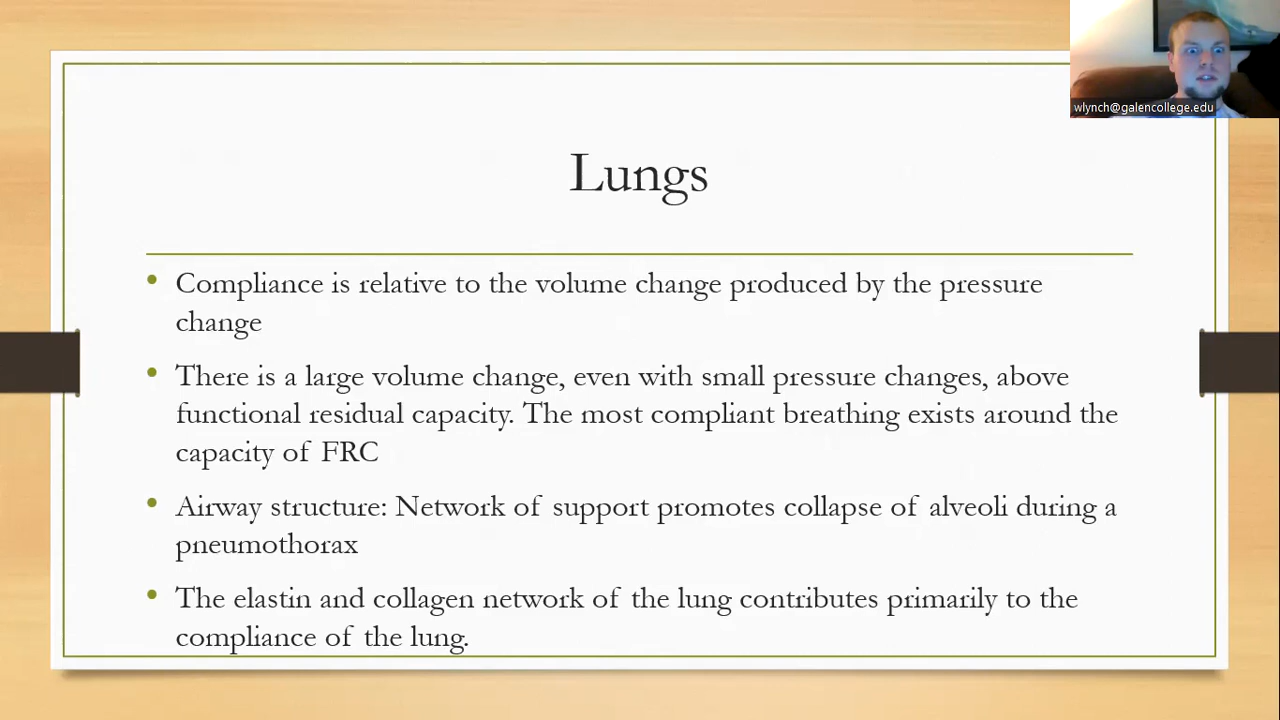 wlynch@galencollege.edu
Lungs
• Compliance is relative to the volume change produced by the pressure
change
• There is a large volume change, even with small pressure changes, above
functional residual capacity. The most compliant breathing exists around the
capacity of FRC
• Airway structure: Network of support promotes collapse of alveoli during a
pneumothorax
• The elastin and collagen network of the lung contributes primarily to the
compliance of the lung.